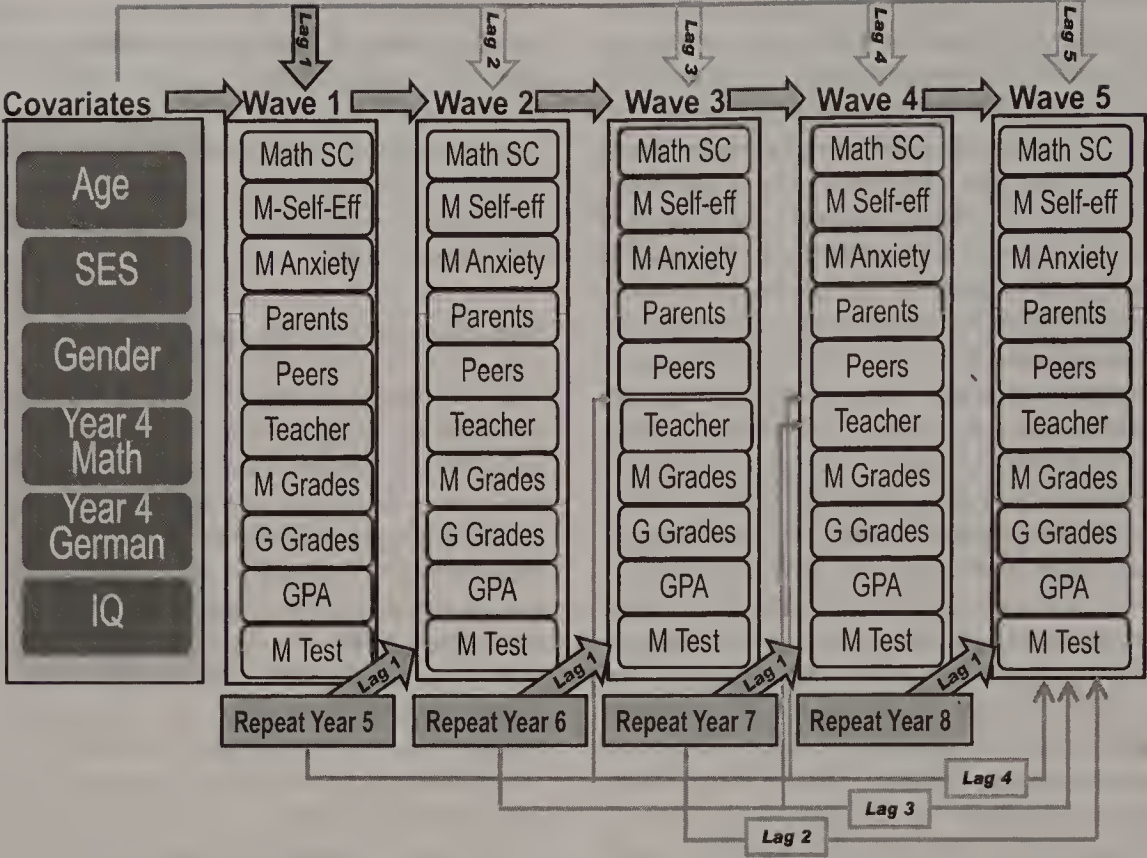 Lag 1
Lag 2
Lag 3
Lag 4
Lag 5
Covariates
Wave 1
Wave 2
Wave 3
Wave 4
Wave 5
Age
SES
Gender
Year 4
Math
Year 4
German
IQ
Math SC
M-Self-Eff
M Anxiety
Parents
Peers
Teacher
M Grades
G Grades
GPA
M Test
Math SC
M Self-eff
M Anxiety
Parents
Peers
Teacher
M Grades
G Grades
GPA
M Test
Math SC
M Self-eff
M Anxiety
Parents
Peers
Teacher
M Grades
G Grades
GPA
M Test
Math SC
M Self-eff
M Anxiety
Parents
Peers
Teacher
M Grades
G Grades
GPA
M Test
Math SC
M Self-eff
M Anxiety
Parents
Peers
Teacher
M Grades
G Grades
GPA
M Test
Lag 1
Lag 1
Lag 1
Lag 1
Repeat Year 5
Repeat Year 6
Repeat Year 7
Repeat Year 8
Lag 4
Lag 3
Lag 2